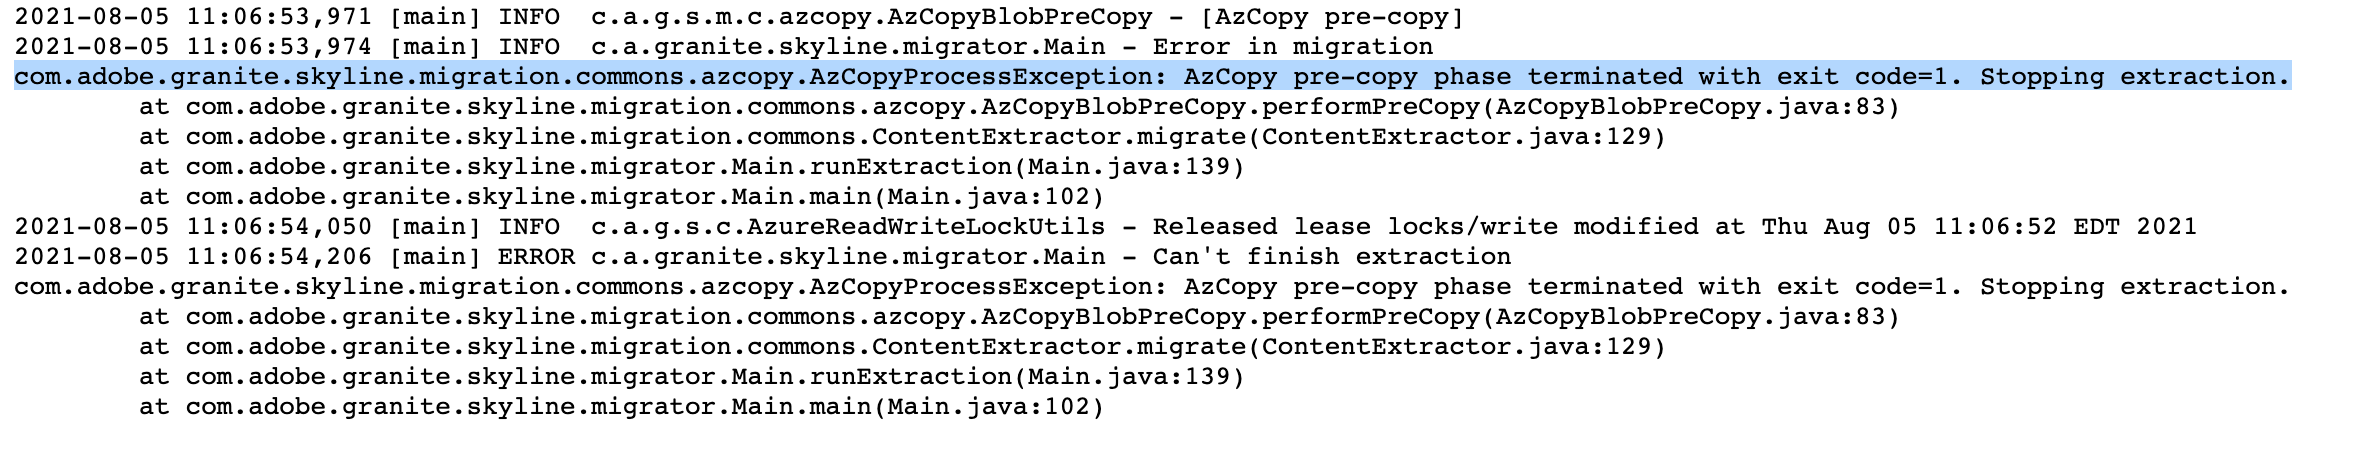 2021-08-05 11:06:53,971 [main] INFO  c.a.g.s.m.c.azcopy.AzCopyBlobPreCopy - [AzCopy pre-copy]
2021-08-05 11:06:53,974 [main] INFO  c.a.granite.skyline.migrator.Main - Error in migration
com.adobe.granite.skyline.migration.commons.azcopy.AzCopyProcessException: AzCopy pre-copy phase terminated with exit code=1. Stopping extraction.
        at com.adobe.granite.skyline.migration.commons.azcopy.AzCopyBlobPreCopy.performPreCopy(AzCopyBlobPreCopy.java:83)
        at com.adobe.granite.skyline.migration.commons.ContentExtractor.migrate(ContentExtractor.java:129)
        at com.adobe.granite.skyline.migrator.Main.runExtraction(Main.java:139)
        at com.adobe.granite.skyline.migrator.Main.main(Main.java:102)
2021-08-05 11:06:54,050 [main] INFO  c.a.g.s.c.AzureReadWriteLockUtils - Released lease locks/write modified at Thu Aug 05 11:06:52 EDT 2021
2021-08-05 11:06:54,206 [main] ERROR c.a.granite.skyline.migrator.Main - Can't finish extraction
com.adobe.granite.skyline.migration.commons.azcopy.AzCopyProcessException: AzCopy pre-copy phase terminated with exit code=1. Stopping extraction.
        at com.adobe.granite.skyline.migration.commons.azcopy.AzCopyBlobPreCopy.performPreCopy(AzCopyBlobPreCopy.java:83)
        at com.adobe.granite.skyline.migration.commons.ContentExtractor.migrate(ContentExtractor.java:129)
        at com.adobe.granite.skyline.migrator.Main.runExtraction(Main.java:139)
        at com.adobe.granite.skyline.migrator.Main.main(Main.java:102)